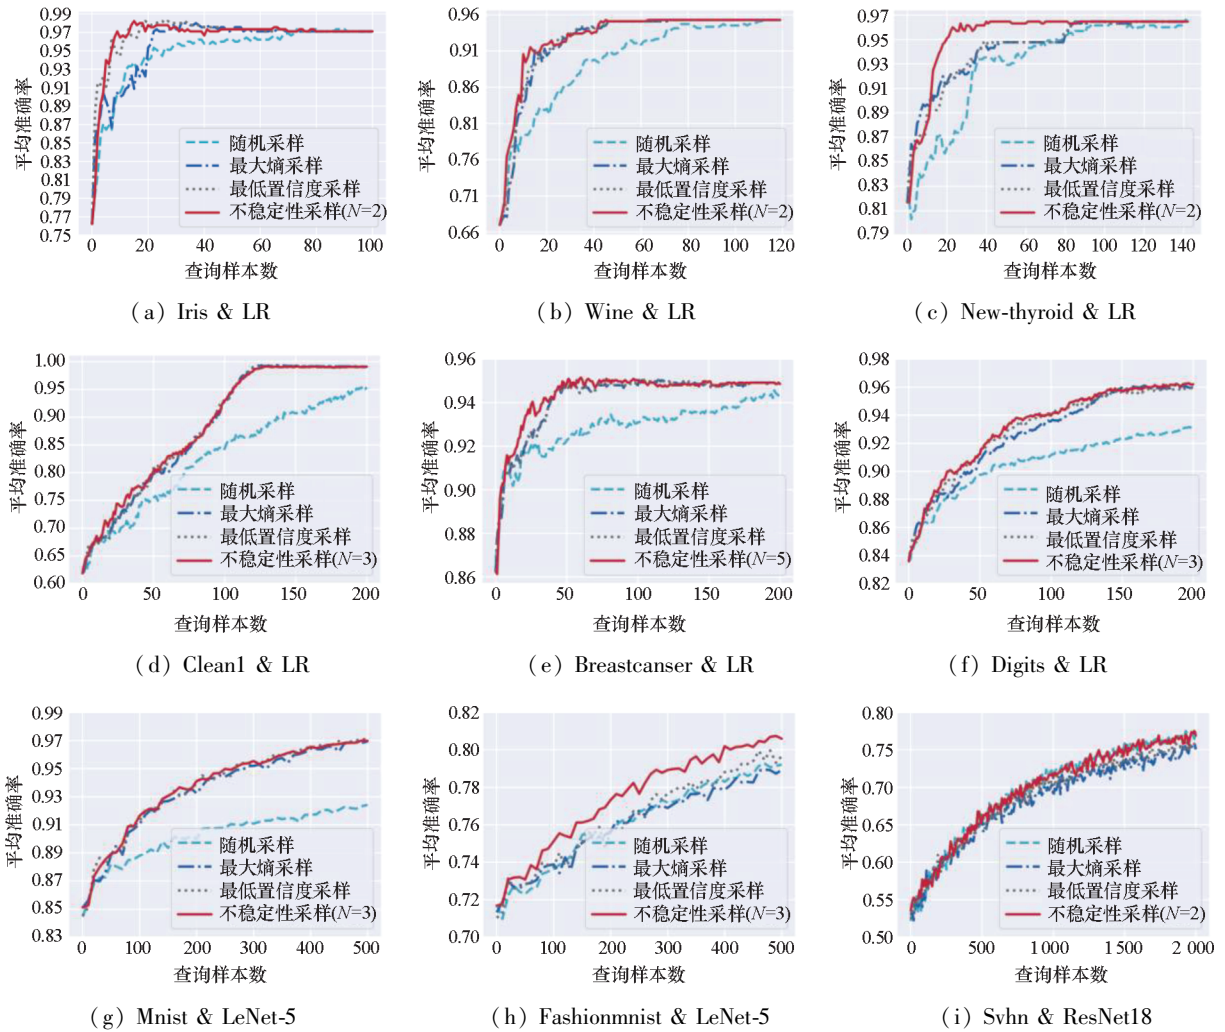 0.99
0.97
0.95
0.93
0.91
0.89
0.87
0.85
0.83
0.81
0.79
0.77
0.75
平均准确率
随机采样
最大熵采样
最低置信度采样
不稳定性采样(N=2)
0 20 40 60 80 100
查询样本数
(a) Iris & LR
0.96
0.91
0.86
0.81
0.76
0.71
0.66
平均准确率
随机采样
最大熵采样
最低置信度采样
不稳定性采样(N=2)
0 20 40 60 80 100 120
查询样本数
(b) Wine & LR
0.97
0.95
0.93
0.91
0.89
0.87
0.85
0.83
0.81
0.79
平均准确率
随机采样
最大熵采样
最低置信度采样
不稳定性采样(N=2)
0 20 40 60 80 100 120 140
查询样本数
(c) New-thyroid & LR
1.00
0.95
0.90
0.85
0.80
0.75
0.70
0.65
0.60
平均准确率
随机采样
最大熵采样
最低置信度采样
不稳定性采样(N=3)
0 50 100 150 200
查询样本数
(d) Clean1 & LR
0.96
0.94
0.92
0.90
0.88
0.86
平均准确率
随机采样
最大熵采样
最低置信度采样
不稳定性采样(N=5)
0 50 100 150 200
查询样本数
(e) Breastcanser & LR
0.98
0.96
0.94
0.92
0.90
0.88
0.86
0.84
0.82
平均准确率
随机采样
最大熵采样
最低置信度采样
不稳定性采样(N=3)
0 50 100 150 200
查询样本数
(f) Digits & LR
0.99
0.97
0.95
0.93
0.91
0.89
0.87
0.85
0.83
平均准确率
随机采样
最大熵采样
最低置信度采样
不稳定性采样(N=3)
0 100 200 300 400 500
查询样本数
(g) Mnist & LeNet-5
0.82
0.80
0.78
0.76
0.74
0.72
0.70
平均准确率
随机采样
最大熵采样
最低置信度采样
不稳定性采样(N=3)
0 100 200 300 400 500
查询样本数
(h) Fashionmnist & LeNet-5
0.80
0.75
0.70
0.65
0.60
0.55
0.50
平均准确率
随机采样
最大熵采样
最低置信度采样
不稳定性采样(N=2)
0 500 1 000 1 500 2 000
查询样本数
(i) Svhn & ResNet18